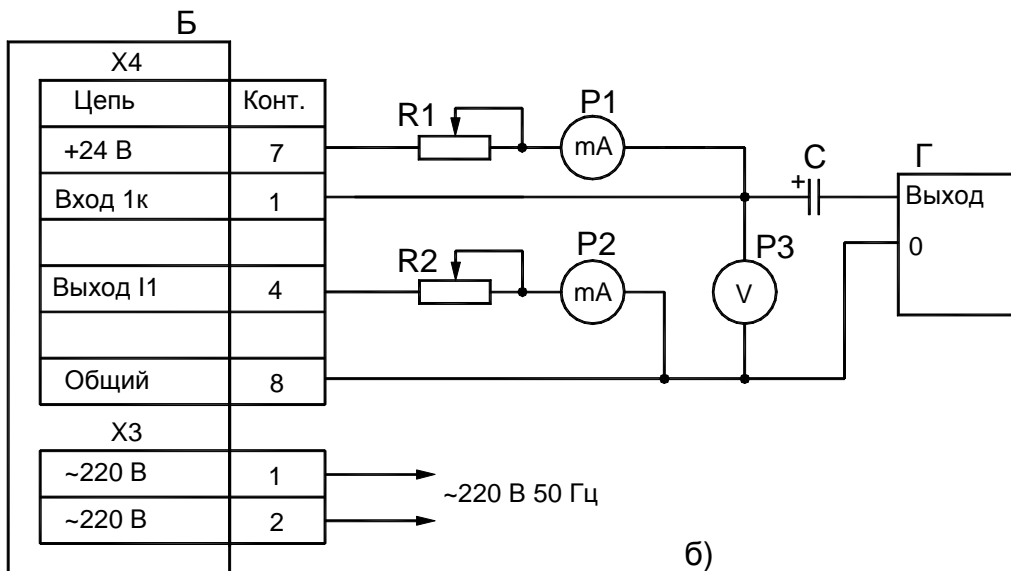 Б
X4
Цепь Конт.
+24 В 7
Вход 1к 1
Выход I1 4
Общий 8
X3
~220 В 1
~220 В 2
R1
P1
mA
C
+
Г
Выход
0
R2
P2
mA
P3
V
~220 В 50 Гц
б)